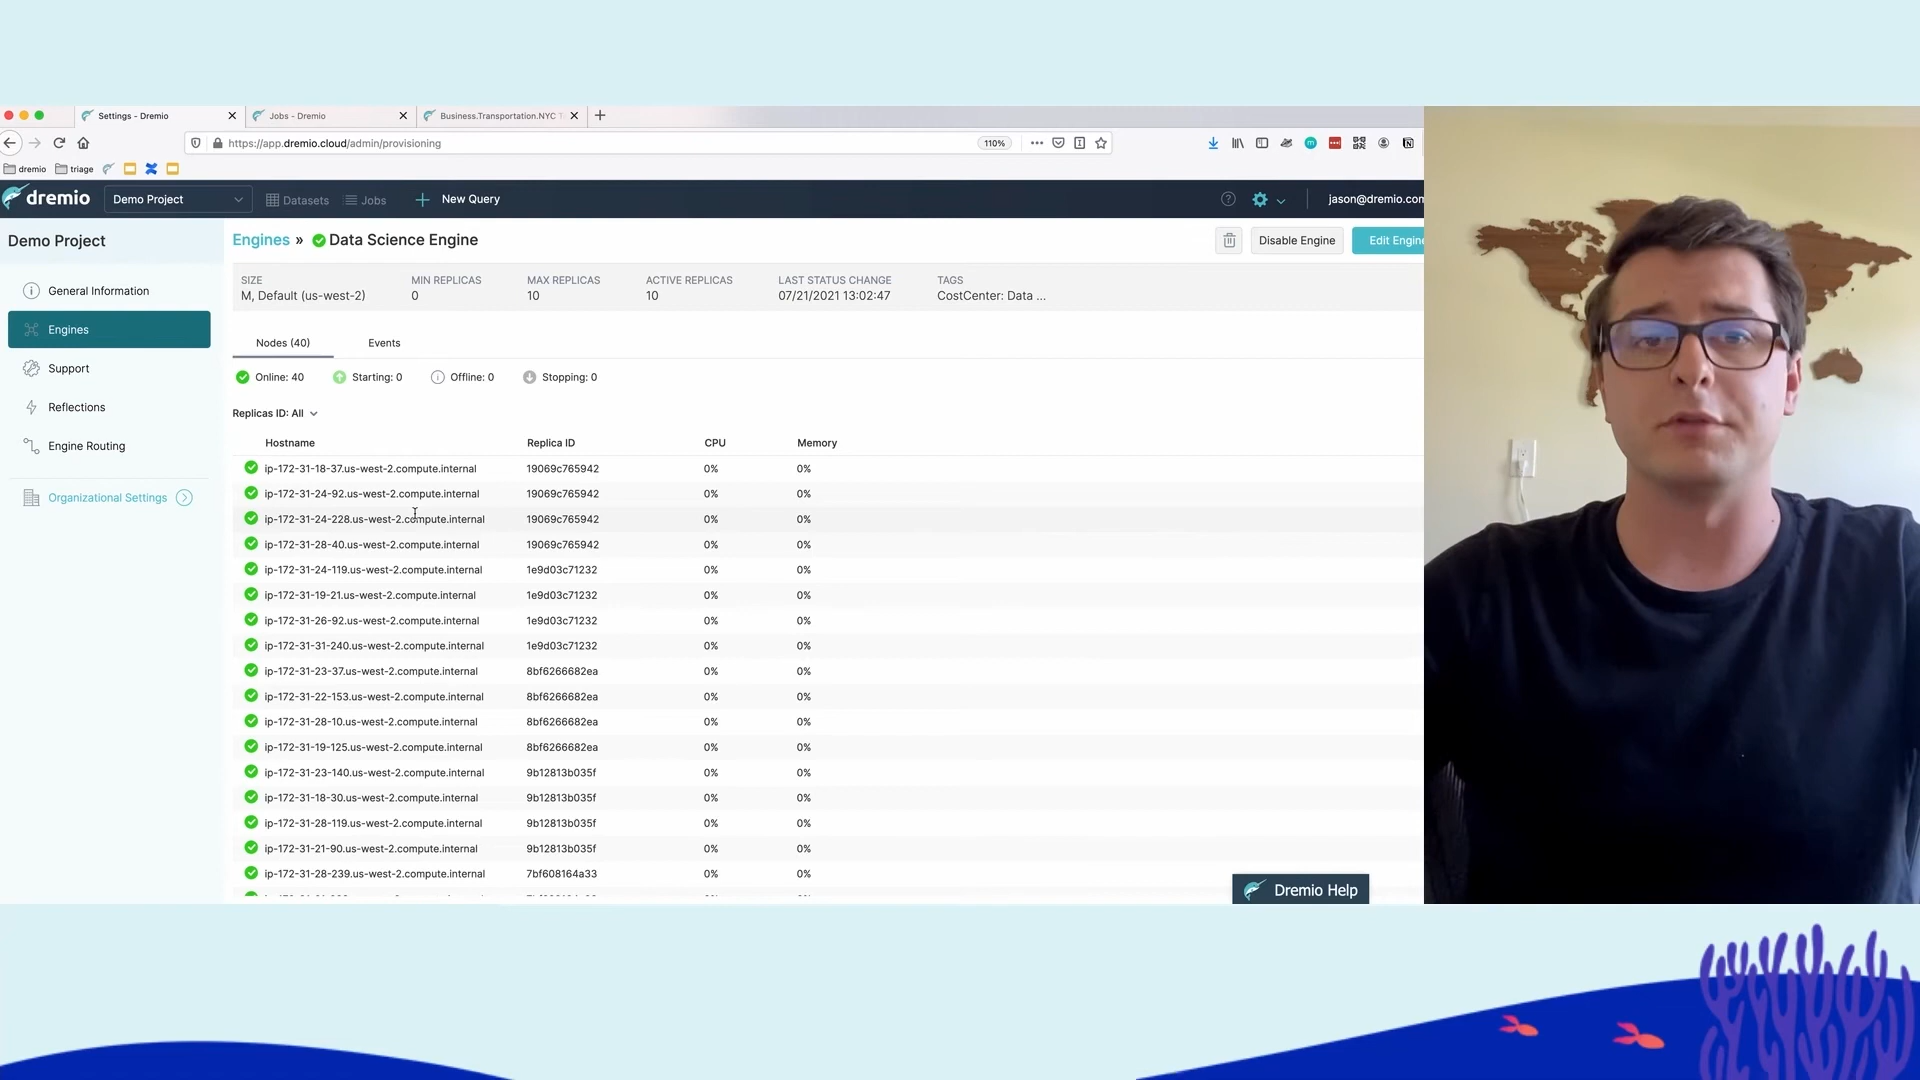 Settings - Dremio
Jobs - Dremio
Business.Transportation.NYC T
https://app.dremio.cloud/admin/provisioning
110%
dremio
triage
dremio
Demo Project
Datasets
Jobs
New Query
jason@dremio.com
Demo Project
Engines » Data Science Engine
Disable Engine
Edit Engine
General Information
Engines
Support
Reflections
Engine Routing
Organizational Settings
SIZE MIN REPLICAS MAX REPLICAS ACTIVE REPLICAS LAST STATUS CHANGE TAGS
M, Default (us-west-2) 0 10 10 07/21/2021 13:02:47 CostCenter: Data ...
Nodes (40) Events
Online: 40 Starting: 0 Offline: 0 Stopping: 0
Replicas ID: All
Hostname Replica ID CPU Memory
ip-172-31-18-37.us-west-2.compute.internal 19069c765942 0% 0%
ip-172-31-24-92.us-west-2.compute.internal 19069c765942 0% 0%
ip-172-31-24-228.us-west-2.compute.internal 19069c765942 0% 0%
ip-172-31-28-40.us-west-2.compute.internal 19069c765942 0% 0%
ip-172-31-24-119.us-west-2.compute.internal 1e9d03c71232 0% 0%
ip-172-31-19-21.us-west-2.compute.internal 1e9d03c71232 0% 0%
ip-172-31-26-92.us-west-2.compute.internal 1e9d03c71232 0% 0%
ip-172-31-31-240.us-west-2.compute.internal 1e9d03c71232 0% 0%
ip-172-31-23-37.us-west-2.compute.internal 8bf6266682ea 0% 0%
ip-172-31-22-153.us-west-2.compute.internal 8bf6266682ea 0% 0%
ip-172-31-28-10.us-west-2.compute.internal 8bf6266682ea 0% 0%
ip-172-31-19-125.us-west-2.compute.internal 8bf6266682ea 0% 0%
ip-172-31-23-140.us-west-2.compute.internal 9b12813b035f 0% 0%
ip-172-31-18-30.us-west-2.compute.internal 9b12813b035f 0% 0%
ip-172-31-28-119.us-west-2.compute.internal 9b12813b035f 0% 0%
ip-172-31-21-90.us-west-2.compute.internal 9b12813b035f 0% 0%
ip-172-31-28-239.us-west-2.compute.internal 7bf608164a33 0% 0%
Dremio Help